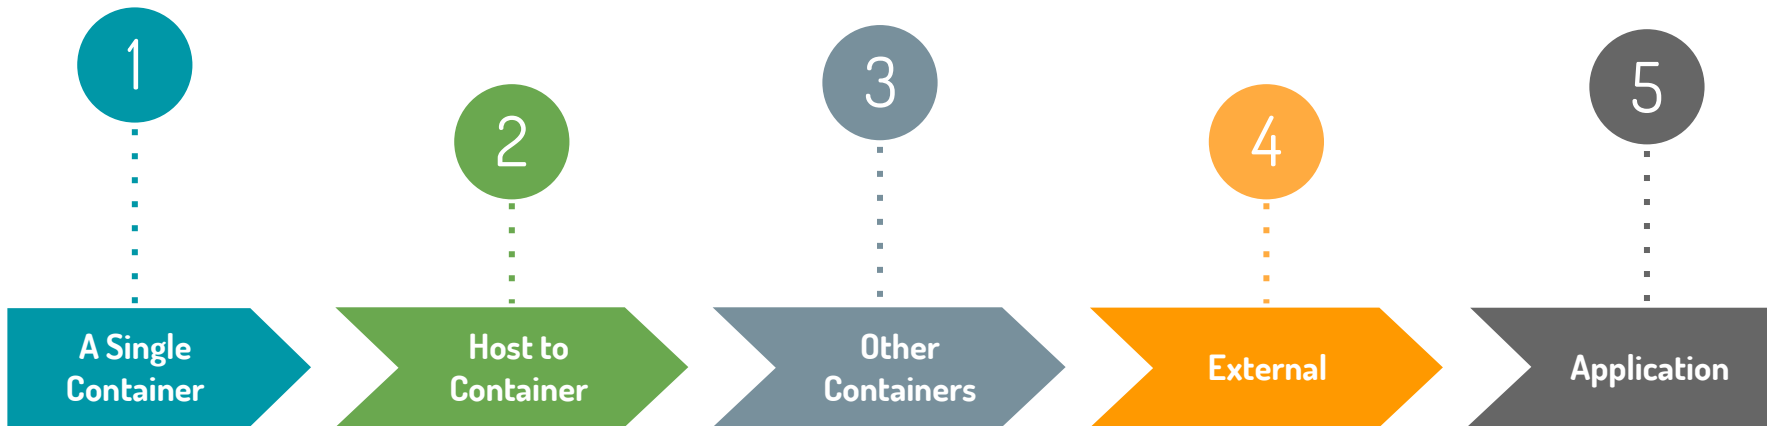 1
2
3
4
5
A Single
Container
Host to
Container
Other
Containers
External
Application